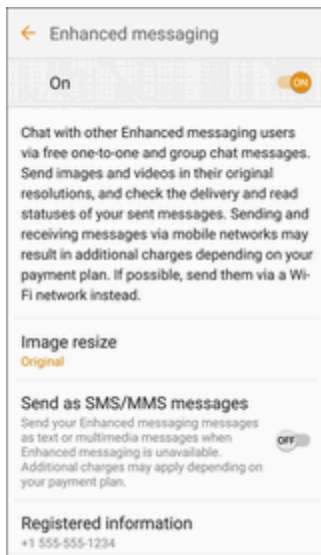 Enhanced messaging
On
ON
Chat with other Enhanced messaging users
via free one-to-one and group chat messages.
Send images and videos in their original
resolutions, and check the delivery and read
statuses of your sent messages. Sending and
receiving messages via mobile networks may
result in additional charges depending on your
payment plan. If possible, send them via a Wi-
Fi network instead.
Image resize
Original
Send as SMS/MMS messages
Send your Enhanced messaging messages
as text or multimedia messages when
Enhanced messaging is unavailable.
Additional charges may apply depending on
your payment plan.
OFF
Registered information
+1 555-555-1234